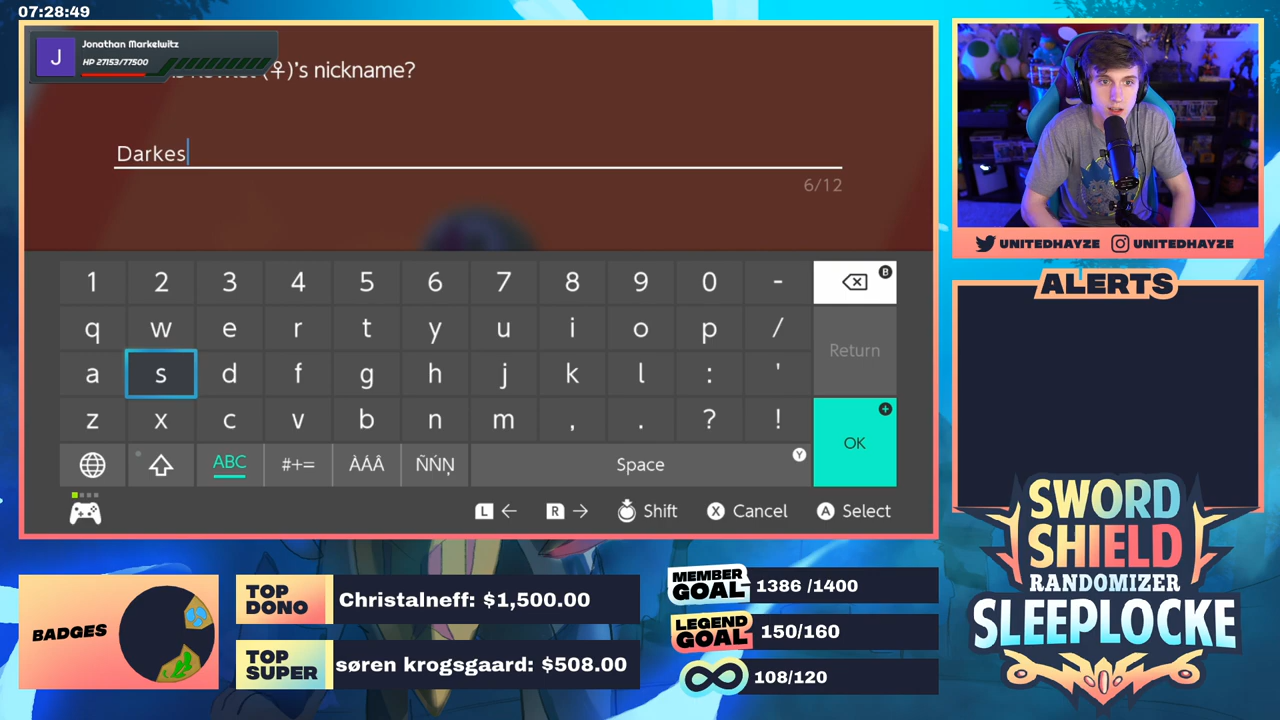 07:28:49
Jonathan Markelwitz
J
HP 27153/77500
(♀)'s nickname?
Darkes
6/12
1 2 3 4 5 6 7 8 9 0 -
B
q w e r t y u i o p /
Return
a s d f g h j k l : '
z x c v b n m , . ? !
+
OK
ABC #+= ÀÁÂ ÑŃŅ Space
Y
L ← R → Shift X Cancel A Select
UNITEDHAYZE UNITEDHAYZE
ALERTS
SWORD
SHIELD
RANDOMIZER
SLEEPLOCKE
BADGES
TOP
DONO
Christalneff: $1,500.00
TOP
SUPER
søren krogsgaard: $508.00
MEMBER
GOAL
1386 /1400
LEGEND
GOAL
150/160
108/120